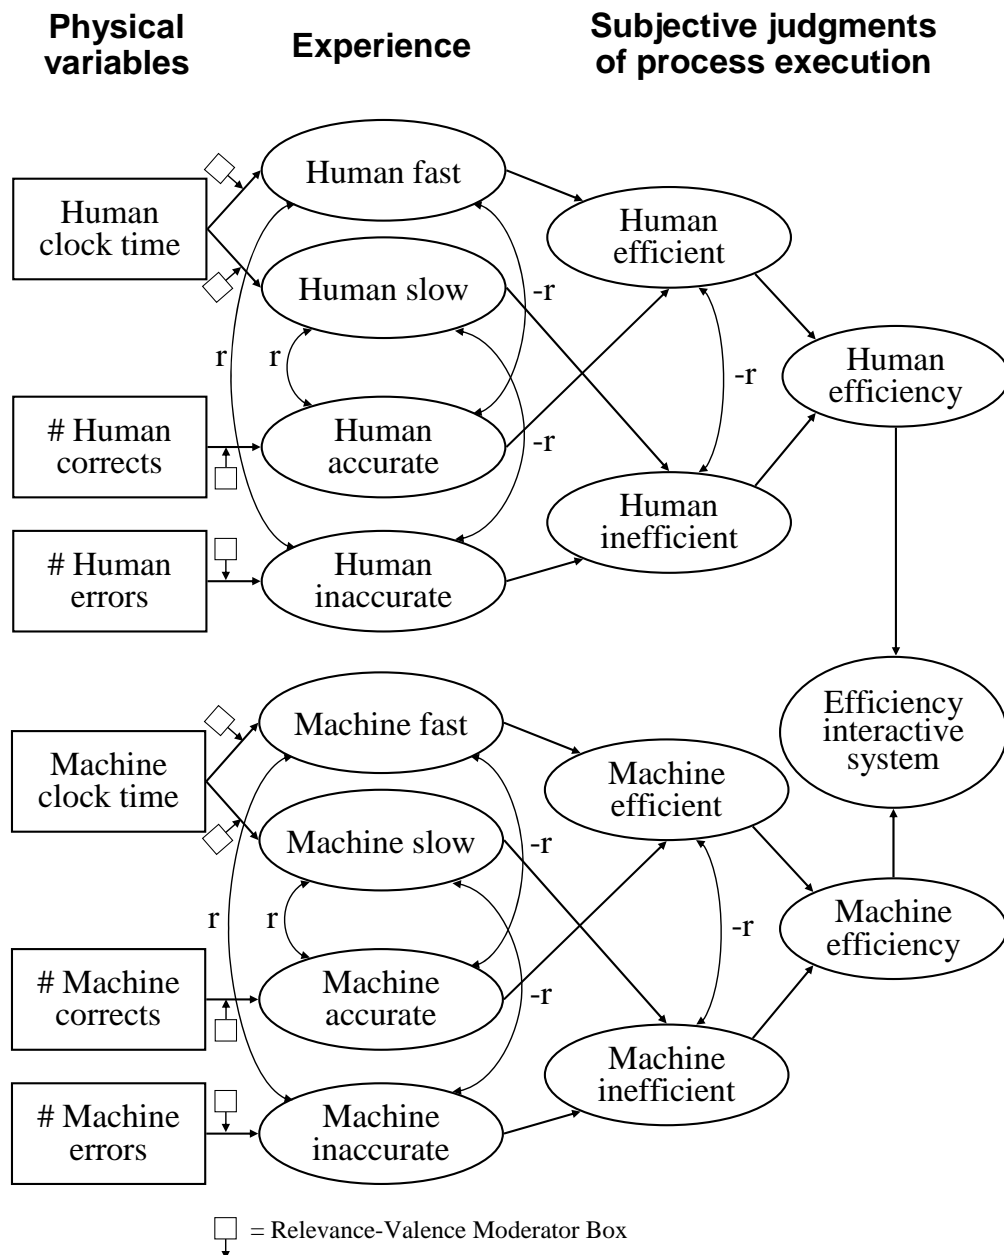 Physical
variables
Experience
Subjective judgments
of process execution
Human fast
Human
clock time
Human
efficient
Human slow
-r
r
r
-r
Human
efficiency
# Human
corrects
Human
accurate
-r
Human
inefficient
# Human
errors
Human
inaccurate
Efficiency
interactive
system
Machine fast
Machine
clock time
Machine
efficient
Machine slow
-r
r
r
-r
Machine
efficiency
# Machine
corrects
Machine
accurate
-r
Machine
inefficient
# Machine
errors
Machine
inaccurate
= Relevance-Valence Moderator Box